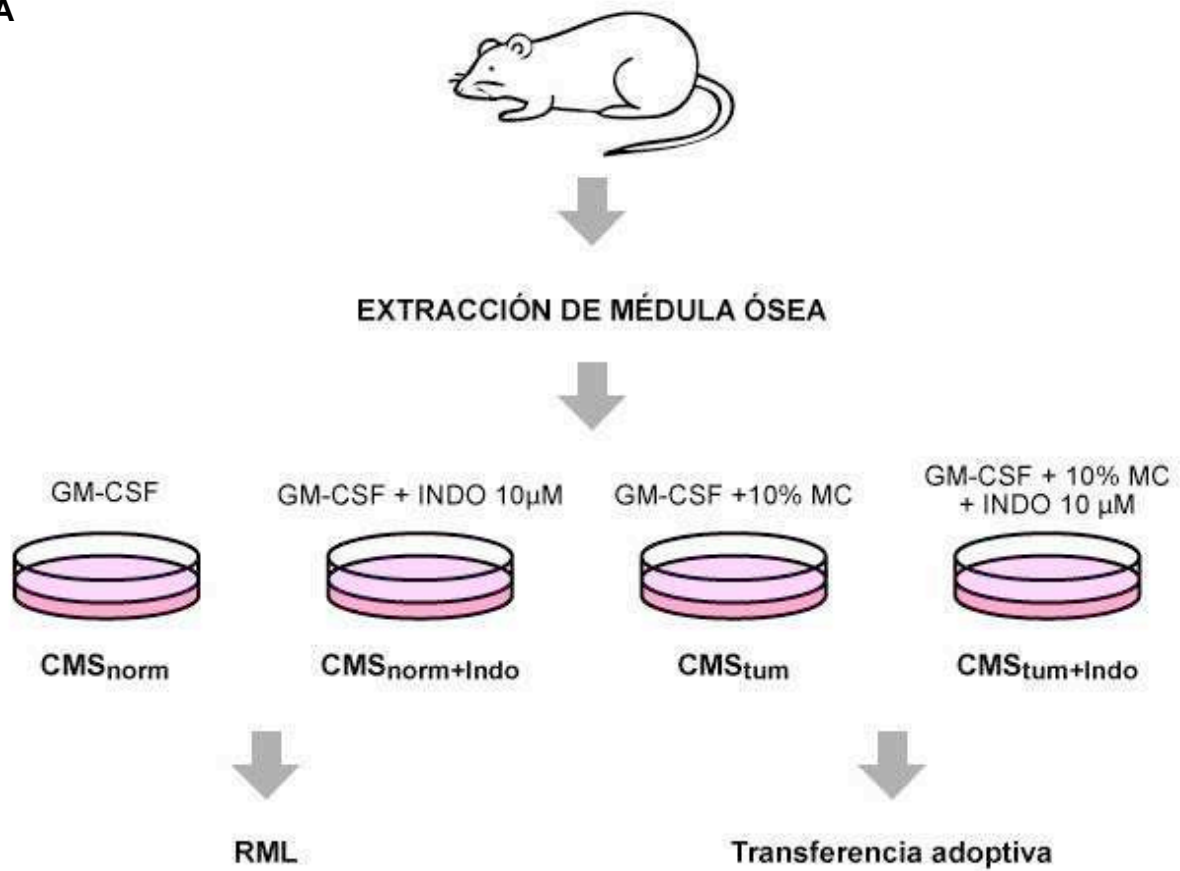 A
EXTRACCIÓN DE MÉDULA ÓSEA
GM-CSF
GM-CSF + INDO 10µM
GM-CSF +10% MC
GM-CSF + 10% MC
+ INDO 10 µM
CMSnorm
CMSnorm+Indo
CMStum
CMStum+Indo
RML
Transferencia adoptiva